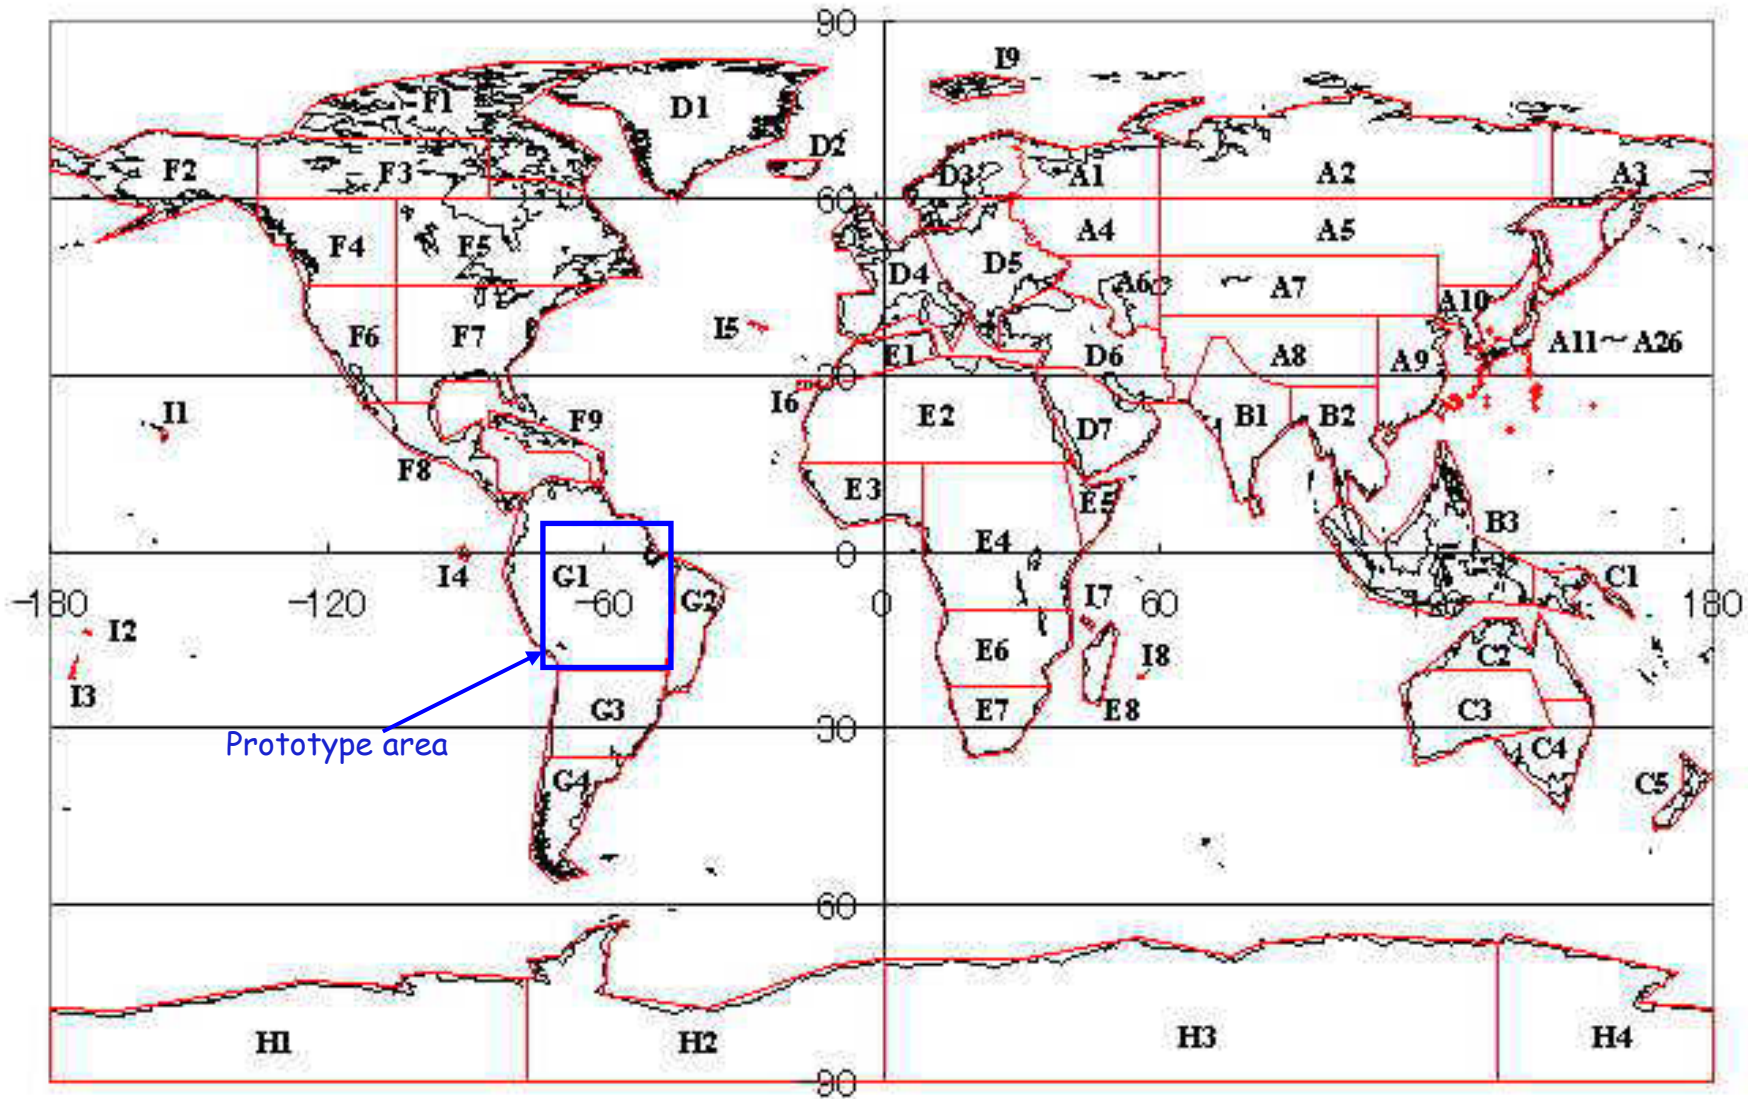 90
I9
F1
D1
D2
F2
F3
D3
A1
A2
A3
60
F4
F5
A4
A5
D4
D5
A6
A7
A10
I5
F6
F7
E1
D6
A8
A9
A11～A26
30
I6
I1
F9
E2
D7
B1
B2
F8
E3
E5
B3
E4
0
I4
G1
G2
I7
C1
-180
-120
-60
0
60
180
I2
E6
I8
C2
I3
G3
E7
E8
C3
30
Prototype area
C4
G4
C5
60
H1
H2
H3
H4
-90